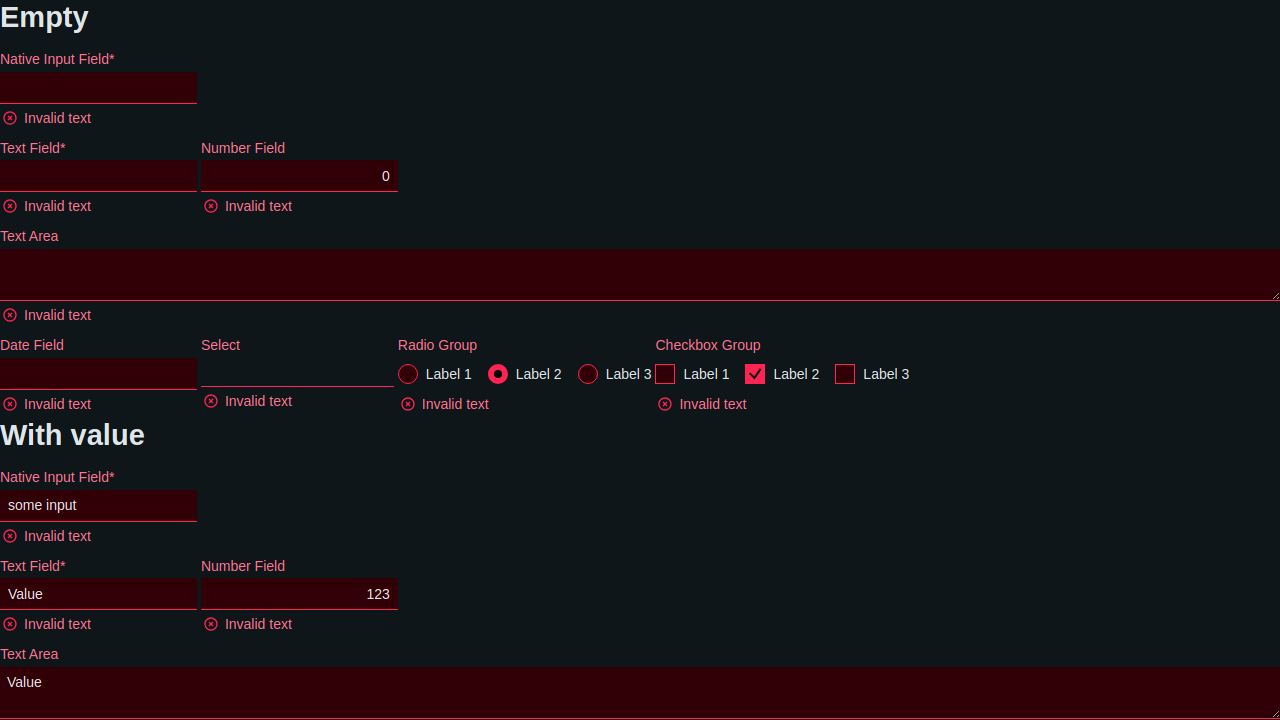 Empty
Native Input Field*
Invalid text
Text Field* Number Field
0
Invalid text Invalid text
Text Area
Invalid text
Date Field Select Radio Group Checkbox Group
Label 1 Label 2 Label 3 Label 1 Label 2 Label 3
Invalid text Invalid text Invalid text Invalid text
With value
Native Input Field*
some input
Invalid text
Text Field* Number Field
Value 123
Invalid text Invalid text
Text Area
Value